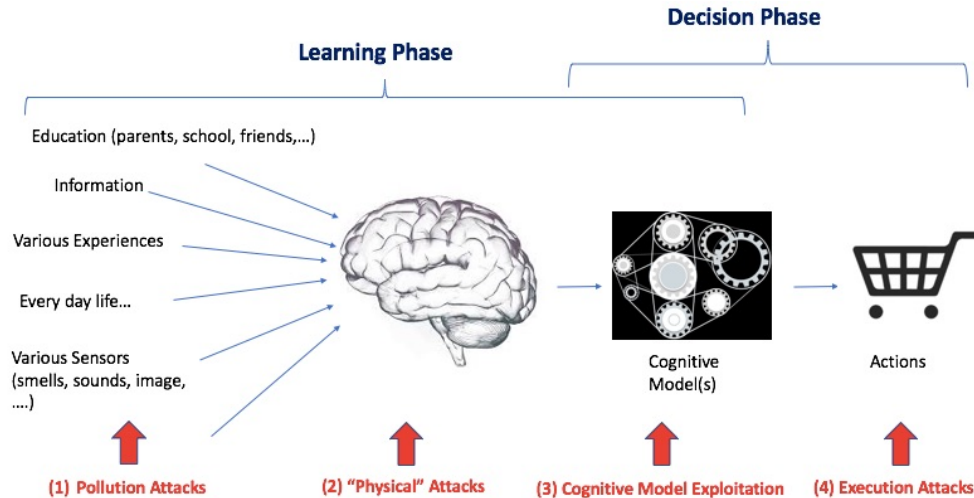 Decision Phase
Learning Phase
Education (parents, school, friends,...)
Information
Various Experiences
Every day life...
Various Sensors
(smells, sounds, image,
....)
Cognitive
Model(s)
Actions
(1) Pollution Attacks
(2) “Physical” Attacks
(3) Cognitive Model Exploitation
(4) Execution Attacks